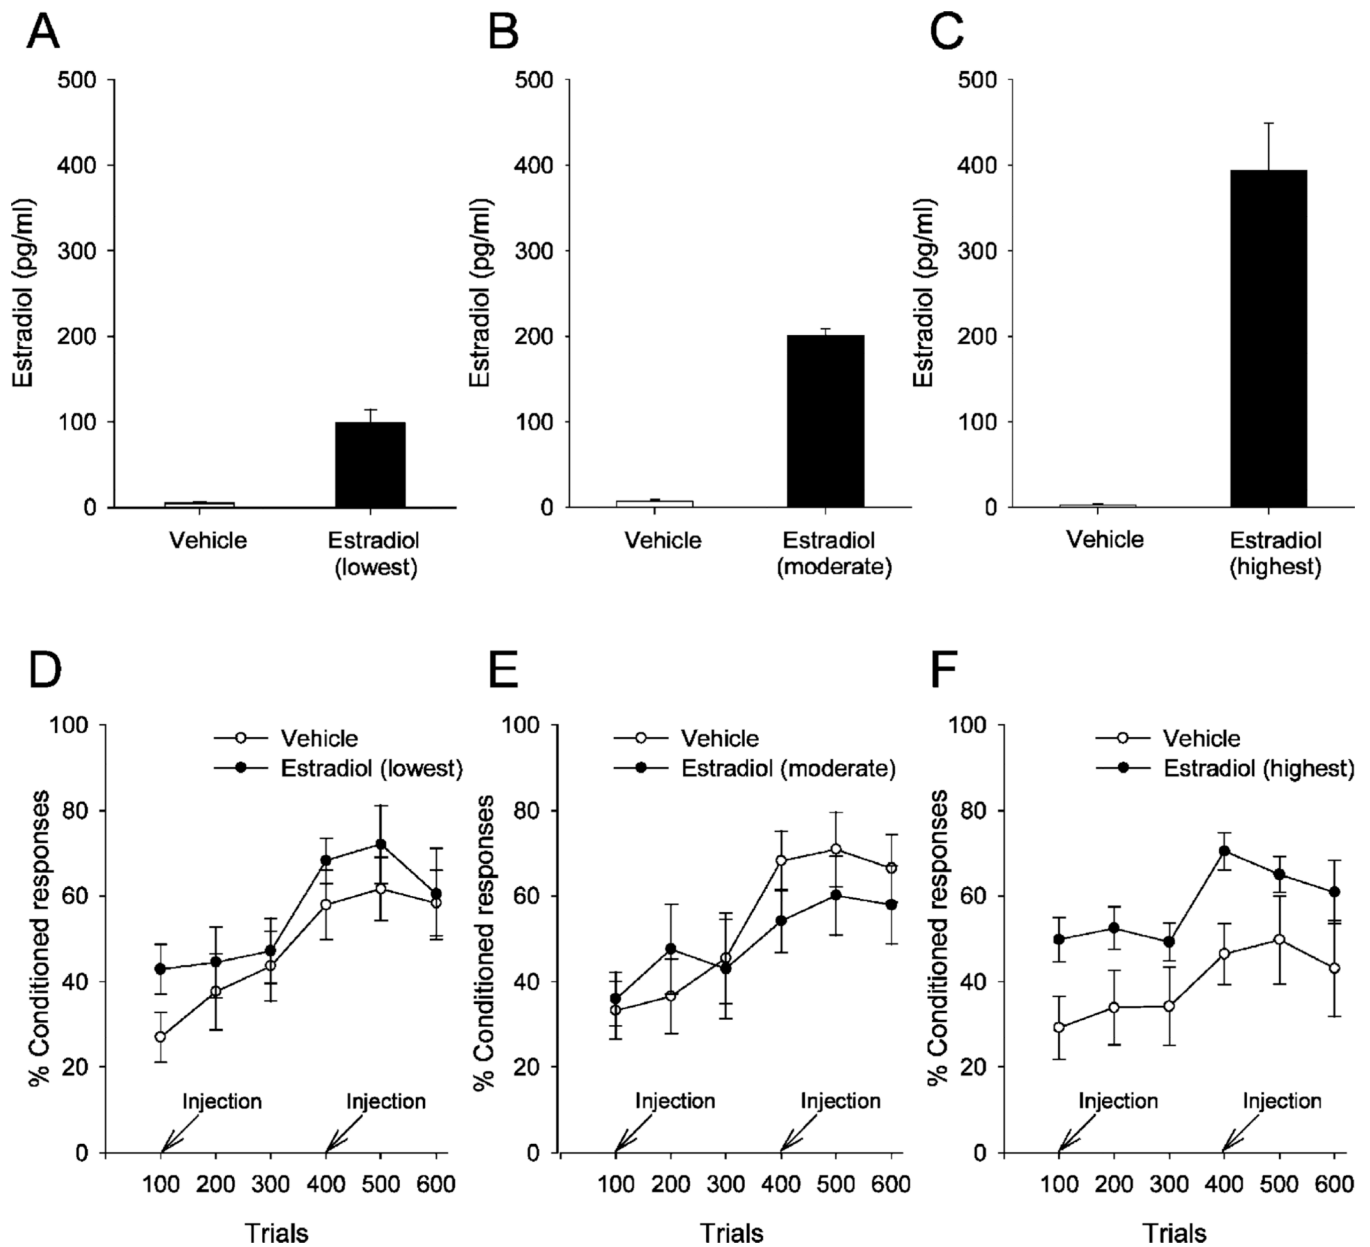 A
B
C
Estradiol (pg/ml)
500
400
300
200
100
0
Vehicle
Estradiol
(lowest)
Estradiol (pg/ml)
500
400
300
200
100
0
Vehicle
Estradiol
(moderate)
Estradiol (pg/ml)
500
400
300
200
100
0
Vehicle
Estradiol
(highest)
D
E
F
% Conditioned responses
100
80
60
40
20
0
Vehicle
Estradiol (lowest)
Injection
Injection
100 200 300 400 500 600
Trials
% Conditioned responses
100
80
60
40
20
0
Vehicle
Estradiol (moderate)
Injection
Injection
100 200 300 400 500 600
Trials
% Conditioned responses
100
80
60
40
20
0
Vehicle
Estradiol (highest)
Injection
Injection
100 200 300 400 500 600
Trials